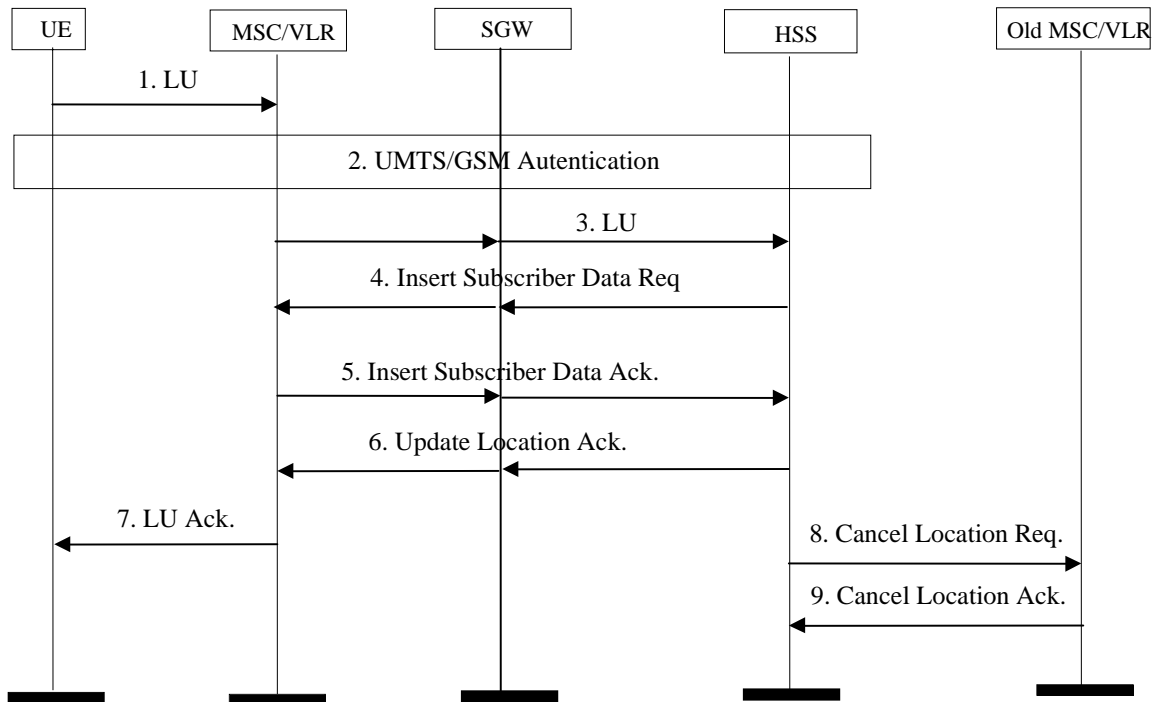 UE
MSC/VLR
SGW
HSS
Old MSC/VLR
1. LU
2. UMTS/GSM Autentication
3. LU
4. Insert Subscriber Data Req
5. Insert Subscriber Data Ack.
6. Update Location Ack.
7. LU Ack.
8. Cancel Location Req.
9. Cancel Location Ack.